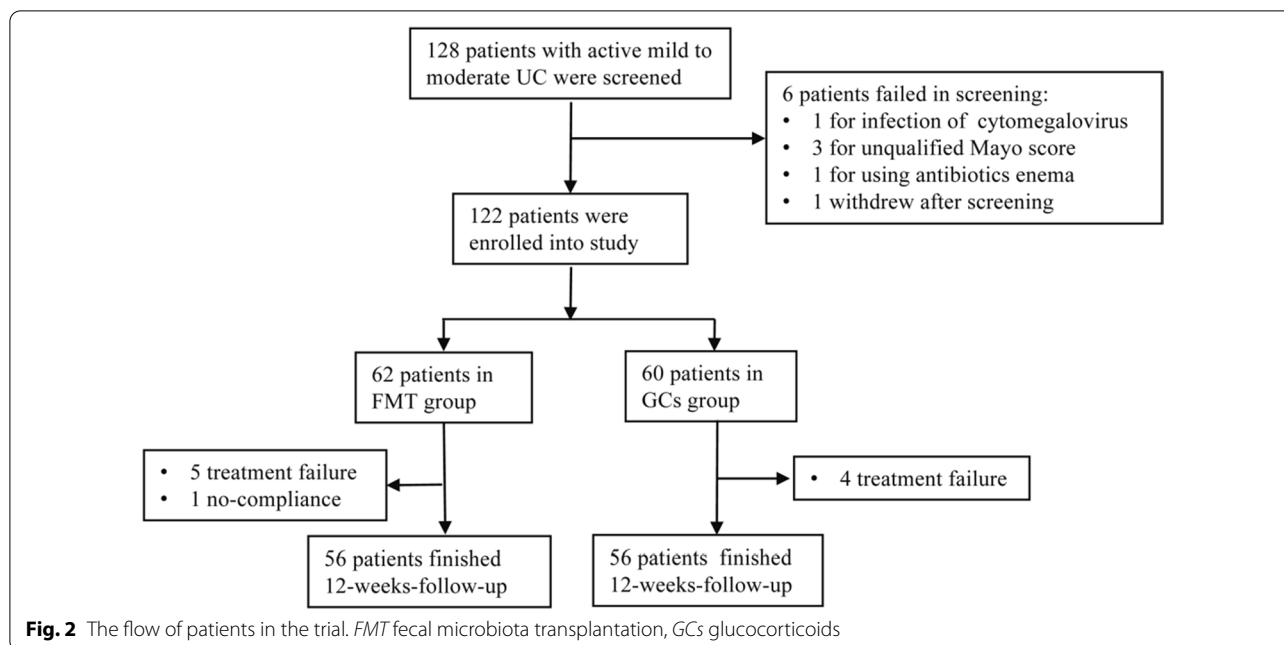 128 patients with active mild to
moderate UC were screened
6 patients failed in screening:
• 1 for infection of cytomegalovirus
• 3 for unqualified Mayo score
• 1 for using antibiotics enema
• 1 withdrew after screening
122 patients were
enrolled into study
62 patients in
FMT group
60 patients in
GCs group
• 5 treatment failure
• 1 no-compliance
• 4 treatment failure
56 patients finished
12-weeks-follow-up
56 patients finished
12-weeks-follow-up
Fig. 2 The flow of patients in the trial. FMT fecal microbiota transplantation, GCs glucocorticoids